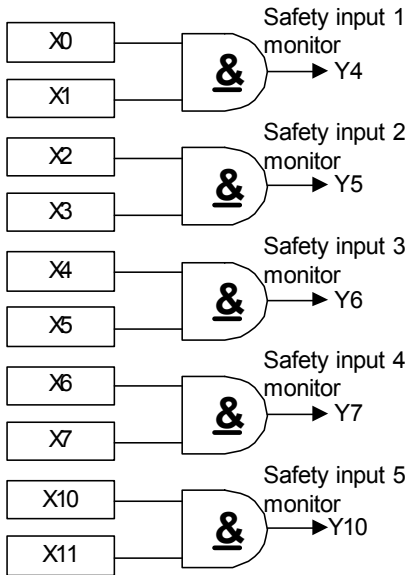 Safety input 1
X0
monitor
&
Y4
X1
Safety input 2
X2
monitor
&
Y5
X3
Safety input 3
X4
monitor
&
Y6
X5
Safety input 4
X6
monitor
&
Y7
X7
Safety input 5
X10
monitor
&
Y10
X11